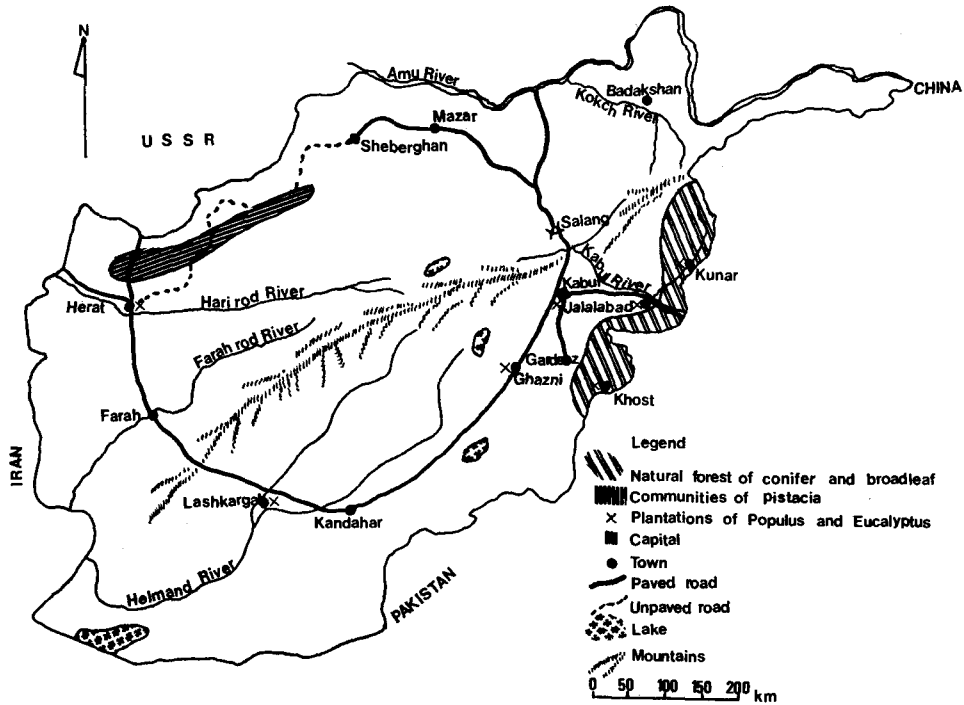 N
Amu River
CHINA
Badakshan
Kokch River
Mazar
USSR
Sheberghan
Salang
Kabul River
Kunar
Herat
Hari rod River
Kabul
Jalalabad
Farah rod River
Gardez
Ghazni
Khost
Farah
IRAN
Lashkargah
Kandahar
Helmand River
PAKISTAN
Legend
Natural forest of conifer and broadleaf
Communities of pistacia
Plantations of Populus and Eucalyptus
Capital
Town
Paved road
Unpaved road
Lake
Mountains
0 50 100 150 200 km